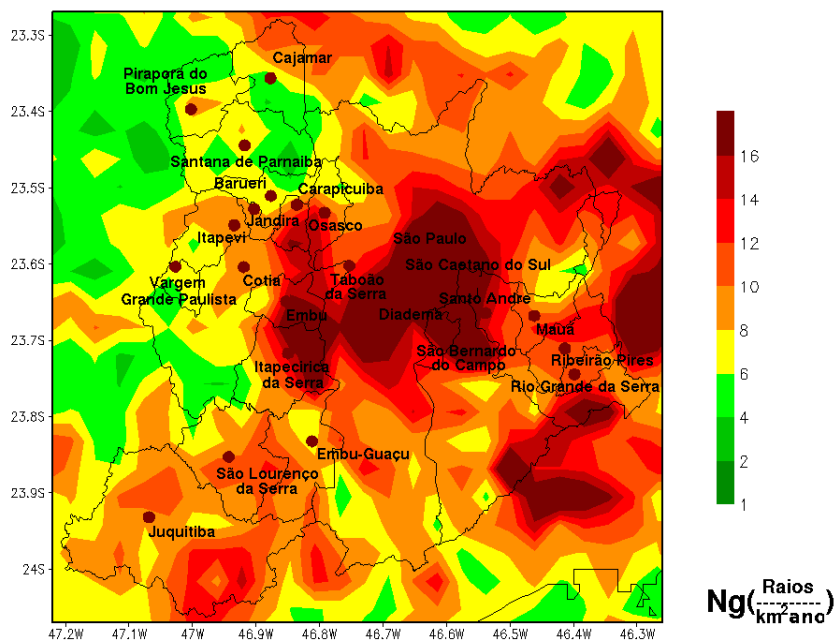 23.3S
23.4S
23.5S
23.6S
23.7S
23.8S
23.9S
24S
47.2W
47.1W
47W
46.9W
46.8W
46.7W
46.6W
46.5W
46.4W
46.3W
Cajamar
Pirapora do
Bom Jesus
Santana de Parnaiba
Barueri
Carapicuiba
Jandira
Osasco
Itapevi
São Paulo
Cotia
Taboão
da Serra
São Caetano do Sul
Vargem
Grande Paulista
Santo Andre
Embu
Diadema
Mauá
São Bernardo
do Campo
Ribeirão Pires
Itapecirica
da Serra
Rio Grande da Serra
Embu-Guaçu
São Lourenço
da Serra
Juquitiba
16
14
12
10
8
6
4
2
1
Ng(Raios
km²ano)